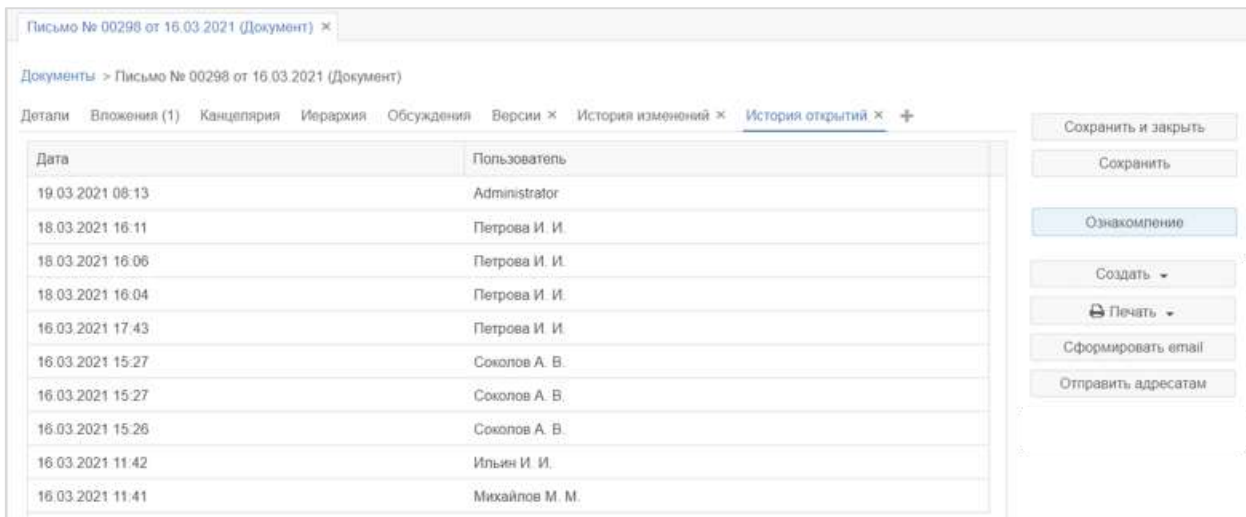 Письмо № 00298 от 16.03.2021 (Документ) ×
Документы > Письмо № 00298 от 16.03.2021 (Документ)
Детали Вложения (1) Канцелярия Иерархия Обсуждения Версии × История изменений × История открытий × +
Дата Пользователь
19.03.2021 08:13 Administrator
18.03.2021 16:11 Петрова И. И.
18.03.2021 16:06 Петрова И. И.
18.03.2021 16:04 Петрова И. И.
16.03.2021 17:43 Петрова И. И.
16.03.2021 15:27 Соколов А. В.
16.03.2021 15:27 Соколов А. В.
16.03.2021 15:26 Соколов А. В.
16.03.2021 11:42 Ильин И. И.
16.03.2021 11:41 Михайлов М. М.
Сохранить и закрыть
Сохранить
Ознакомление
Создать
Печать
Сформировать email
Отправить адресатам